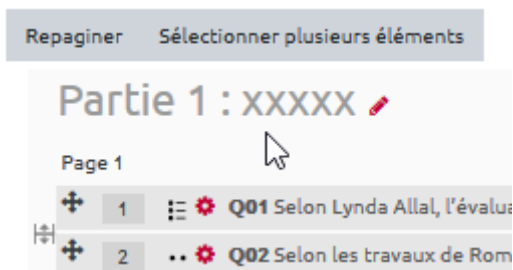 Repaginer Sélectionner plusieurs éléments
Partie 1 : xxxxx
Page 1
1 Q01 Selon Lynda Allal, l'évalua
2 Q02 Selon les travaux de Rom